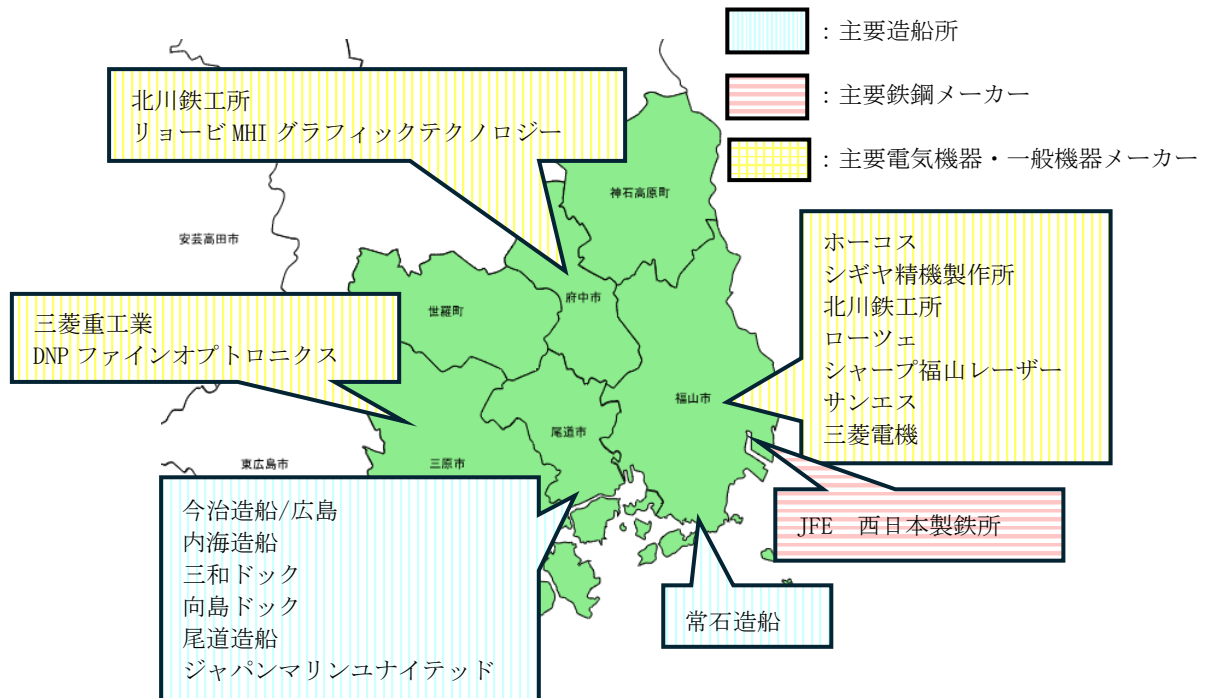 ：主要造船所
：主要鉄鋼メーカー
：主要電気機器・一般機器メーカー
北川鉄工所
リョービ MHI グラフィックテクノロジー
神石高原町
安芸高田市
府中市
世羅町
三菱重工業
DNP ファインオプトロニクス
ホーコス
シギヤ精機製作所
北川鉄工所
ローツェ
シャープ福山レーザー
サンエス
三菱電機
福山市
尾道市
東広島市
三原市
今治造船/広島
内海造船
三和ドック
向島ドック
尾道造船
ジャパンマリンユナイテッド
JFE　西日本製鉄所
常石造船